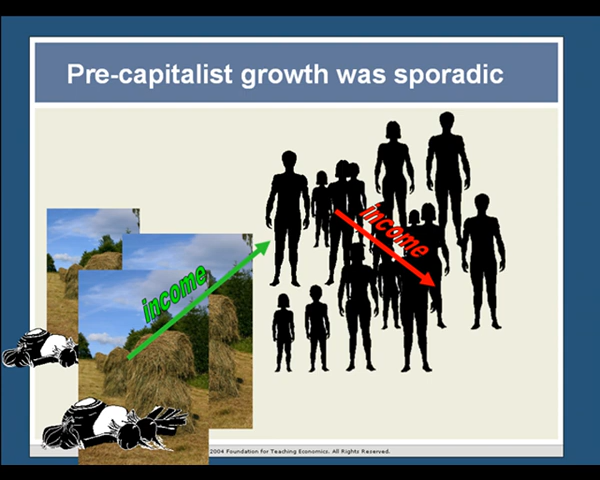 Pre-capitalist growth was sporadic
income
income
2004 Foundation for Teaching Economics. All Rights Reserved.